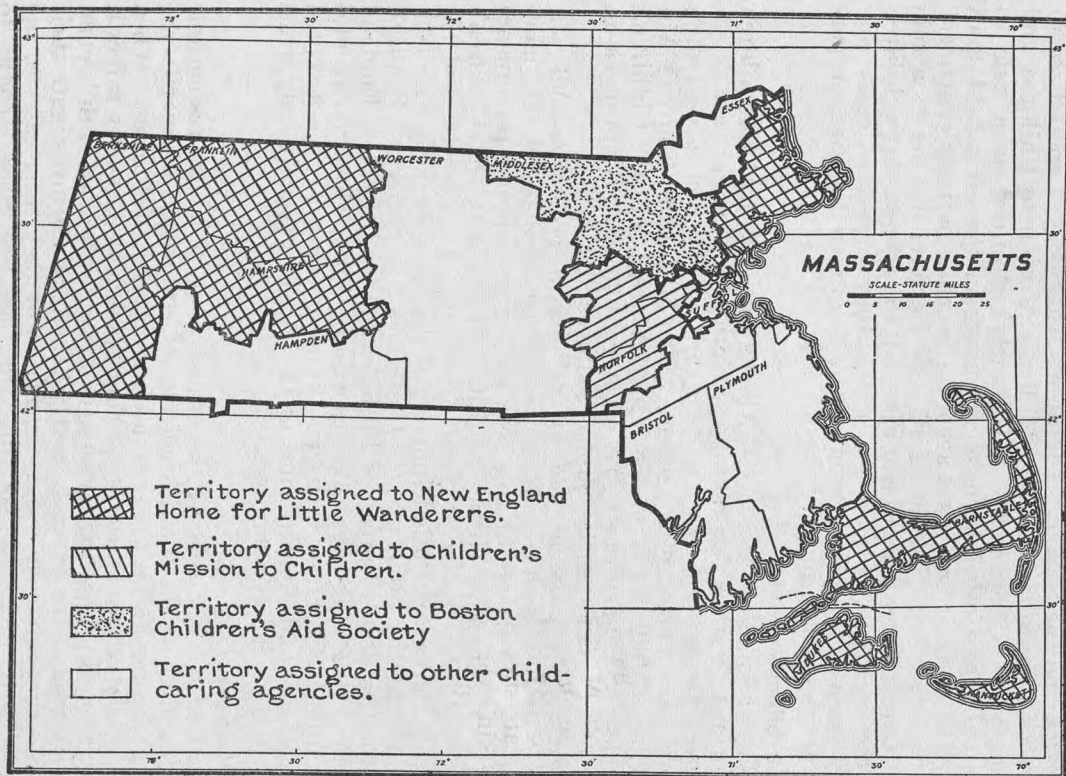 73° 30' 72° 30' 71° 30' 70°
43° 43°
ESSEX
BERKSHIRE FRANKLIN WORCESTER MIDDLESEX
30' 30'
HAMPSHIRE
MASSACHUSETTS
SCALE-STATUTE MILES
0 5 10 15 20 25
SUFF
HAMPDEN
NORFOLK
PLYMOUTH
BRISTOL
42° 42°
BARNSTABLE
Territory assigned to New England
Home for Little Wanderers.
Territory assigned to Children's
Mission to Children.
Territory assigned to Boston
Children's Aid Society
Territory assigned to other child-
caring agencies.
30' 30'
NANTUCKET
30' 72° 30' 71° 30' 70°